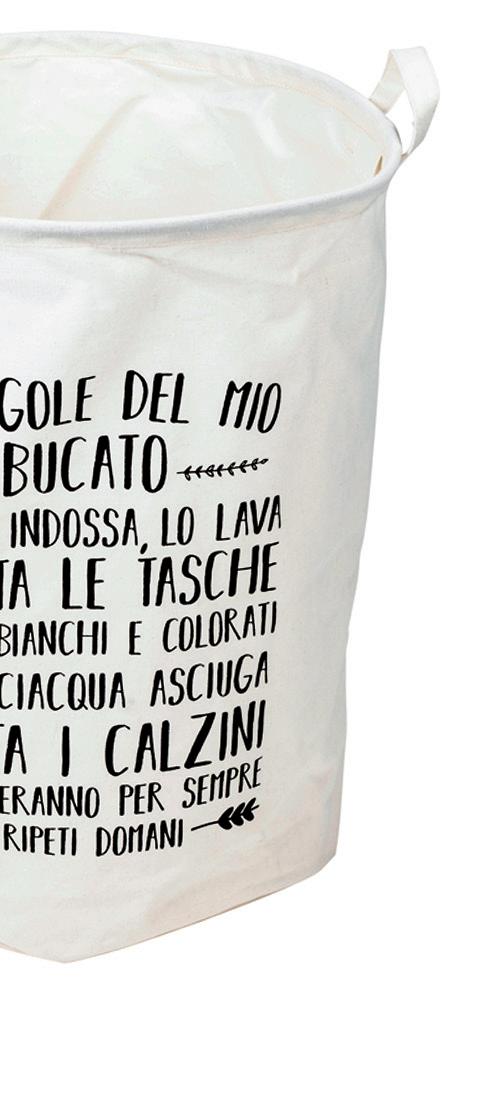 GOLE DEL MIO
BUCATO
INDOSSA, LO LAVA
TA LE TASCHE
BIANCHI E COLORATI
CIACQUA ASCIUGA
TA I CALZINI
ERANNO PER SEMPRE
RIPETI DOMANI